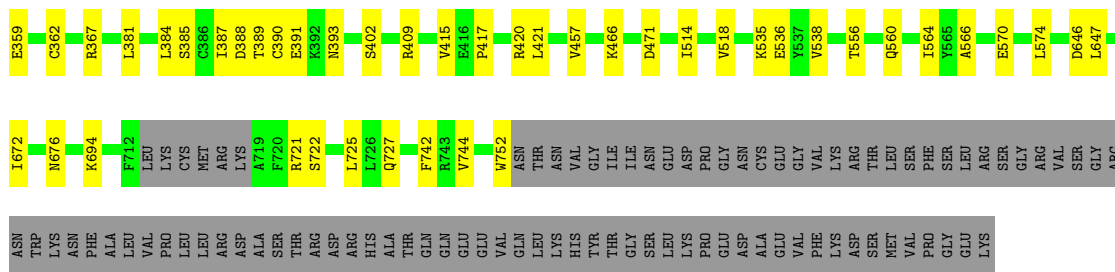 E359 C362 R367 L381 L384 S385 C386 I387 D388 T389 C390 E391 K392 N393 S402 R409 V415 E416 P417 R420 L421 V457 K466 D471 I514 V518 K535 E536 Y537 V538 T556 Q560 I564 Y565 A566 E570 L574 D646 L647
I672 N676 K694 F712 LEU LYS CYS MET ARG LYS A719 F720 R721 S722 L725 L726 Q727 F742 R743 V744 W752 ASN THR ASN VAL GLY ILE ILE ASN GLU ASP PRO GLY ASN CYS GLU GLY VAL LYS ARG THR LEU SER PHE SER LEU ARG SER GLY ARG VAL SER GLY ARG
ASN TRP LYS ASN PHE ALA LEU VAL PRO LEU LEU ARG ASP ALA SER THR ARG ASP ARG HIS ALA THR GLN GLN GLU GLU VAL GLN LEU LYS HIS TYR THR GLY SER LEU LYS PRO GLU ASP ALA GLU VAL PHE LYS ASP SER MET VAL PRO GLY GLU LYS